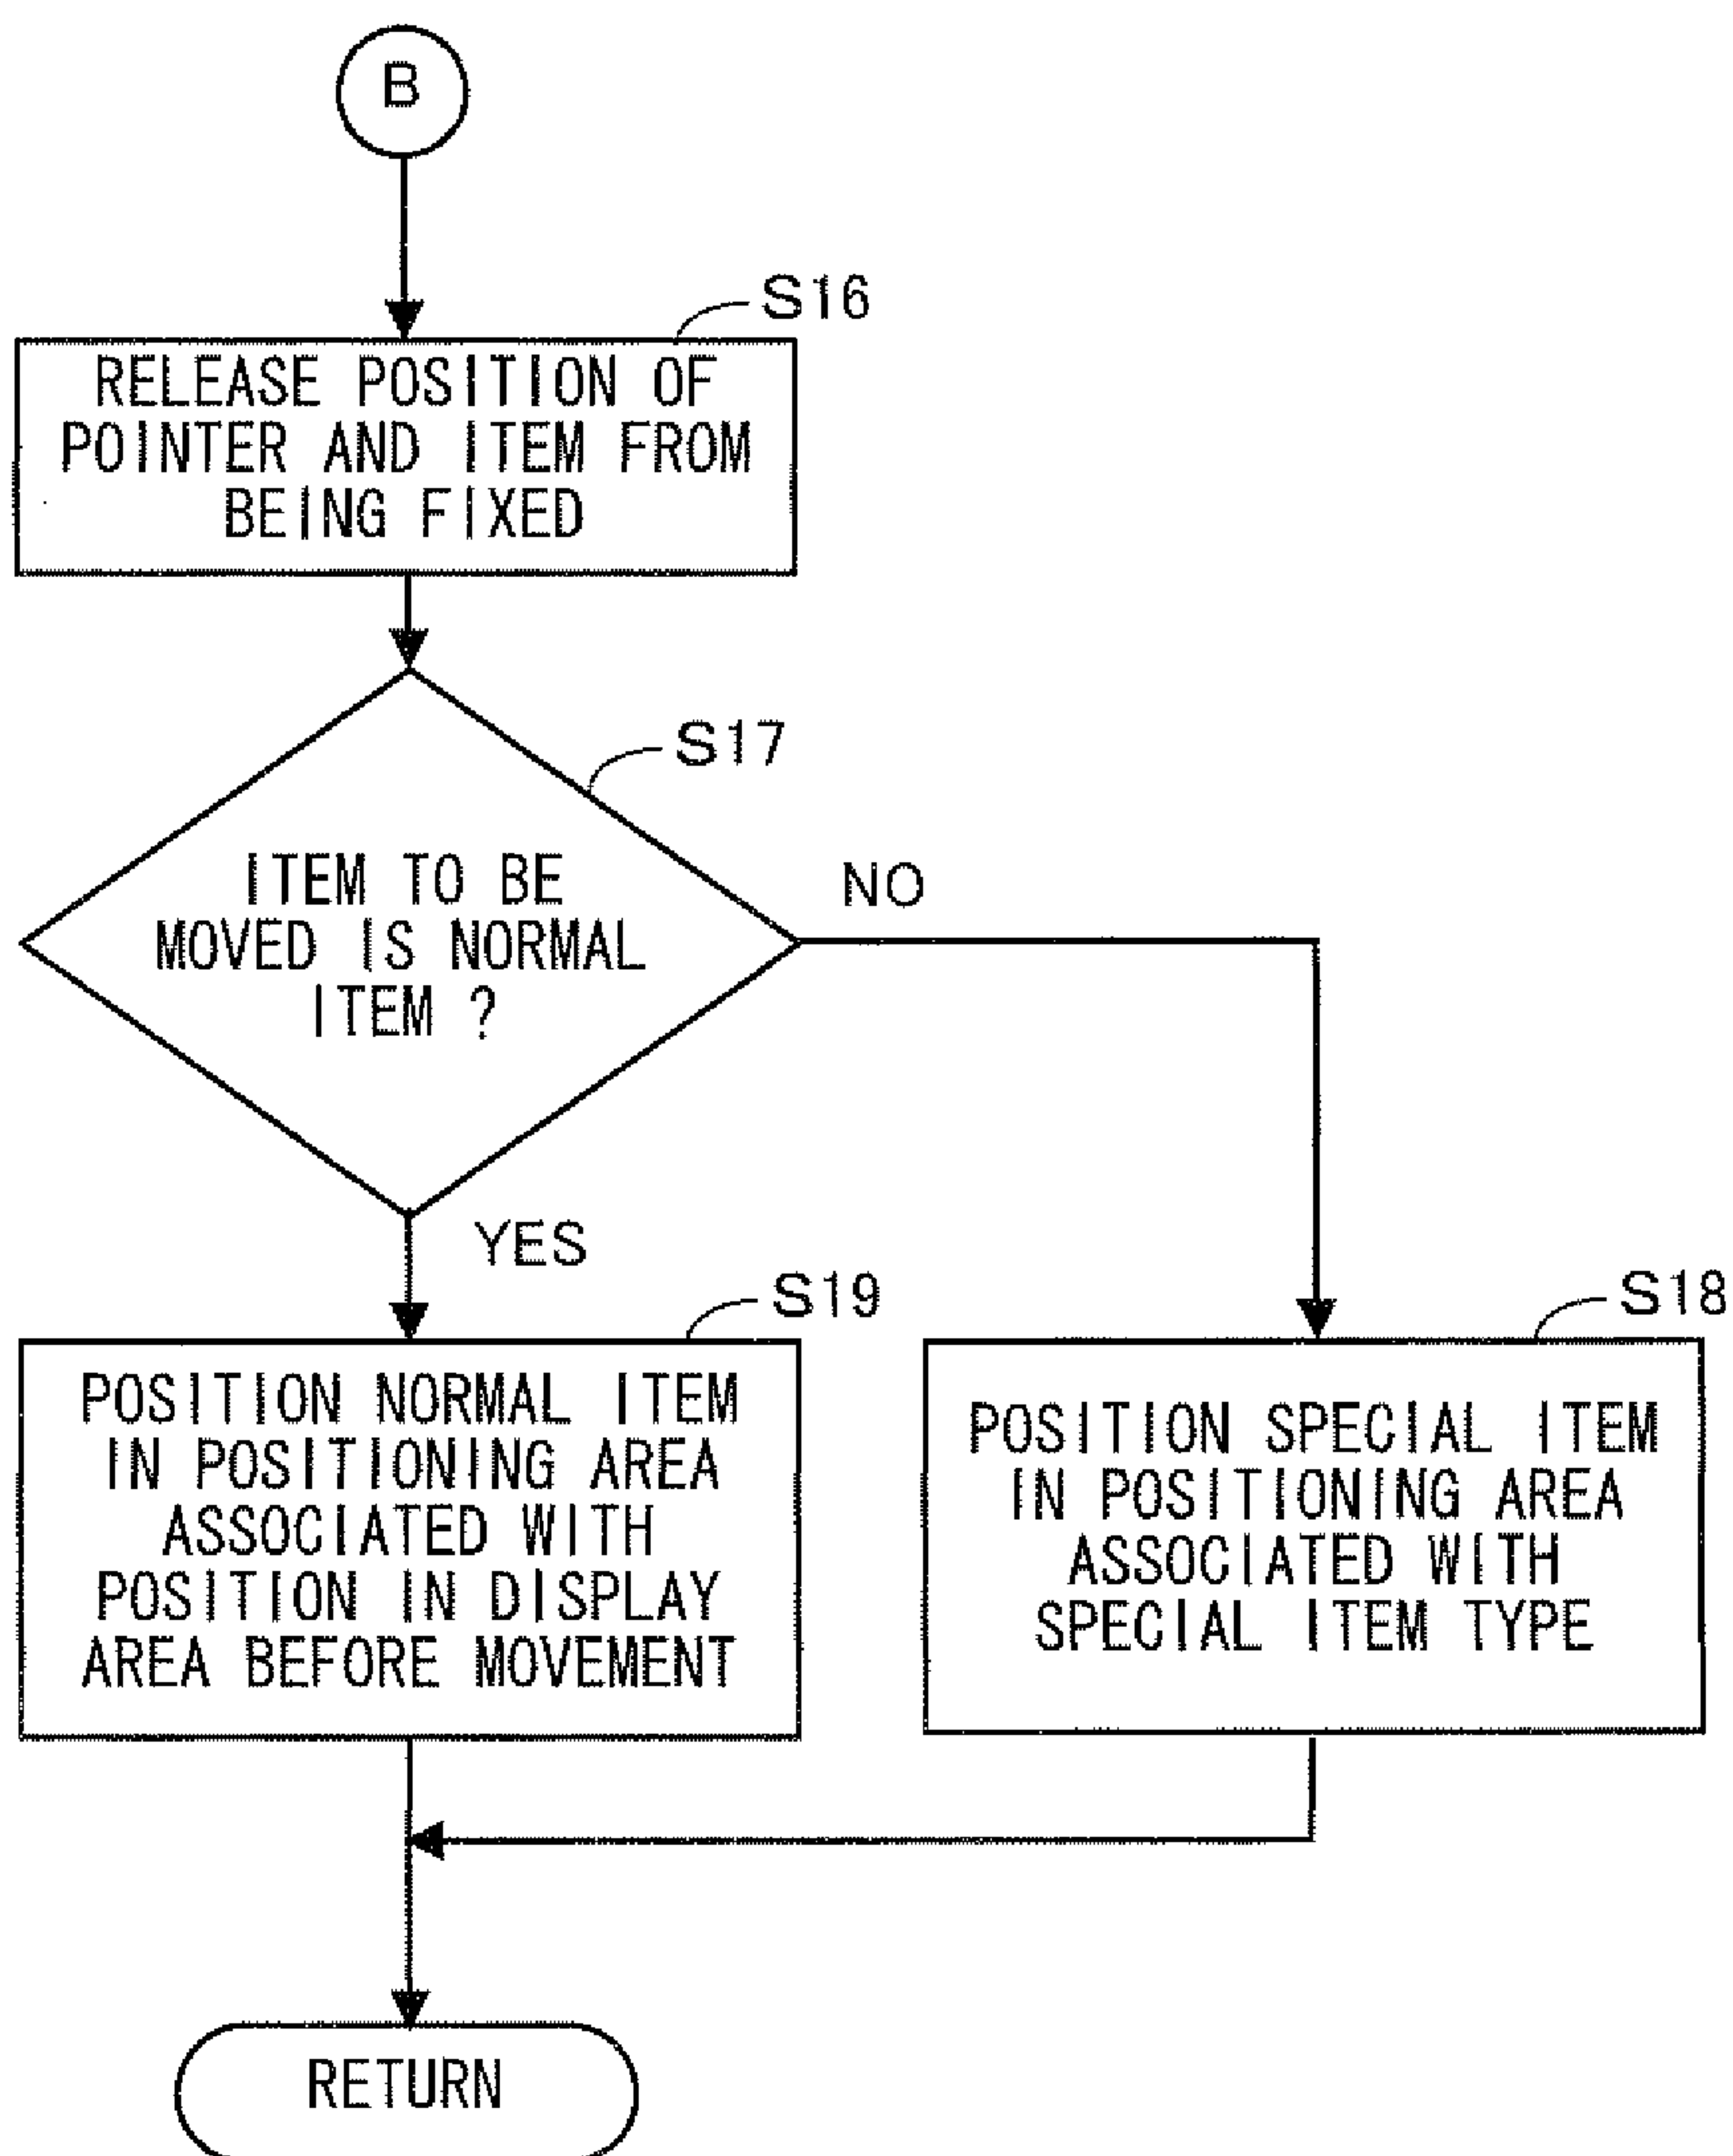 B
S16
RELEASE POSITION OF
POINTER AND ITEM FROM
BEING FIXED
S17
ITEM TO BE
MOVED IS NORMAL
ITEM ?
NO
YES
S19
POSITION NORMAL ITEM
IN POSITIONING AREA
ASSOCIATED WITH
POSITION IN DISPLAY
AREA BEFORE MOVEMENT
S18
POSITION SPECIAL ITEM
IN POSITIONING AREA
ASSOCIATED WITH
SPECIAL ITEM TYPE
RETURN